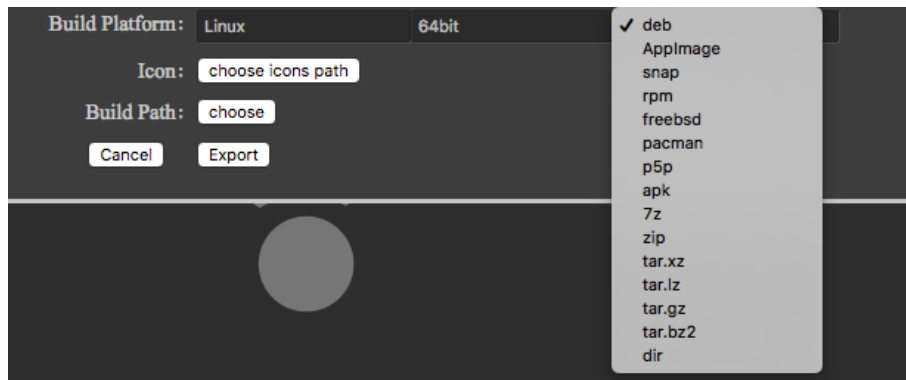 Build Platform: Linux 64bit ✓ deb
AppImage
Icon: choose icons path
snap
rpm
Build Path: choose
freebsd
pacman
Cancel Export
p5p
apk
7z
zip
tar.xz
tar.lz
tar.gz
tar.bz2
dir